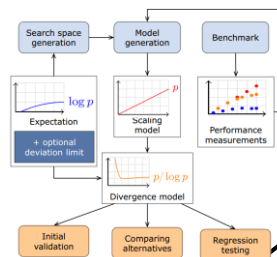 Search space
generation
Model
generation
Benchmark
log p
Expectation
+ optional
deviation limit
p
Scaling
model
Performance
measurements
p/ log p
Divergence model
Initial
validation
Comparing
alternatives
Regression
testing